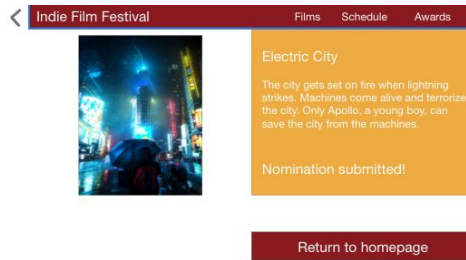 Indie Film Festival Films Schedule Awards
Electric City
The city gets set on fire when lightning
strikes. Machines come alive and terrorize
the city. Only Apollo, a young boy, can
save the city from the machines.
Nomination submitted!
Return to homepage